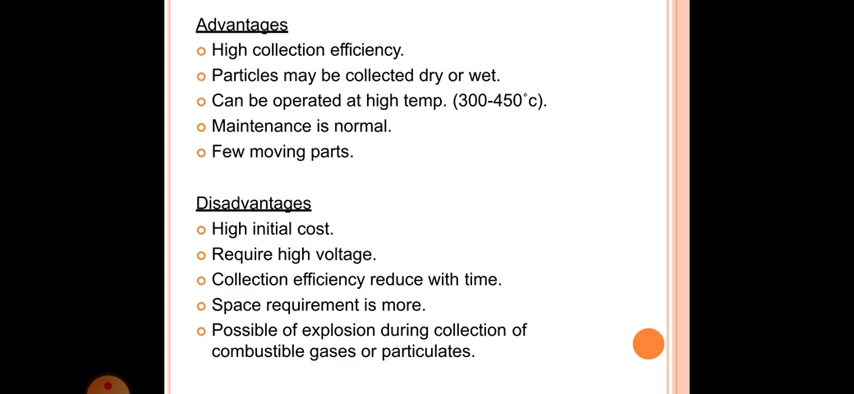 Advantages
High collection efficiency.
Particles may be collected dry or wet.
Can be operated at high temp. (300-450˚c).
Maintenance is normal.
Few moving parts.
Disadvantages
High initial cost.
Require high voltage.
Collection efficiency reduce with time.
Space requirement is more.
Possible of explosion during collection of
combustible gases or particulates.